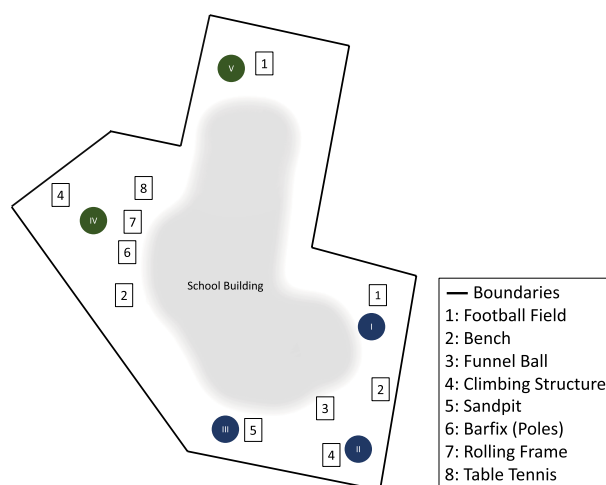 V
1
4
8
IV
7
6
2
School Building
1
I
2
3
III
5
4
II
Boundaries
1: Football Field
2: Bench
3: Funnel Ball
4: Climbing Structure
5: Sandpit
6: Barfix (Poles)
7: Rolling Frame
8: Table Tennis